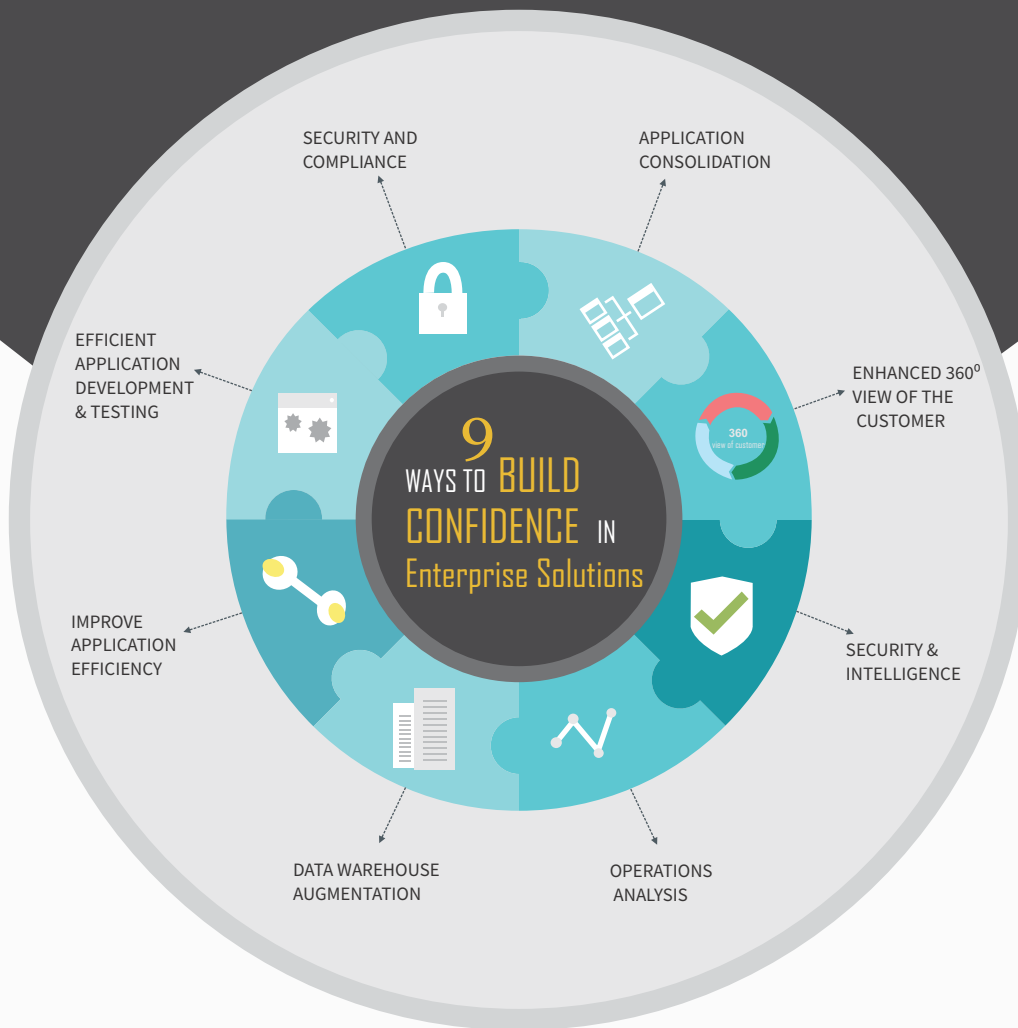 SECURITY AND
COMPLIANCE
APPLICATION
CONSOLIDATION
EFFICIENT
APPLICATION
DEVELOPMENT
& TESTING
ENHANCED 360⁰
VIEW OF THE
CUSTOMER
360
view of customer
9
WAYS TO BUILD
CONFIDENCE IN
Enterprise Solutions
IMPROVE
APPLICATION
EFFICIENCY
SECURITY &
INTELLIGENCE
DATA WAREHOUSE
AUGMENTATION
OPERATIONS
ANALYSIS